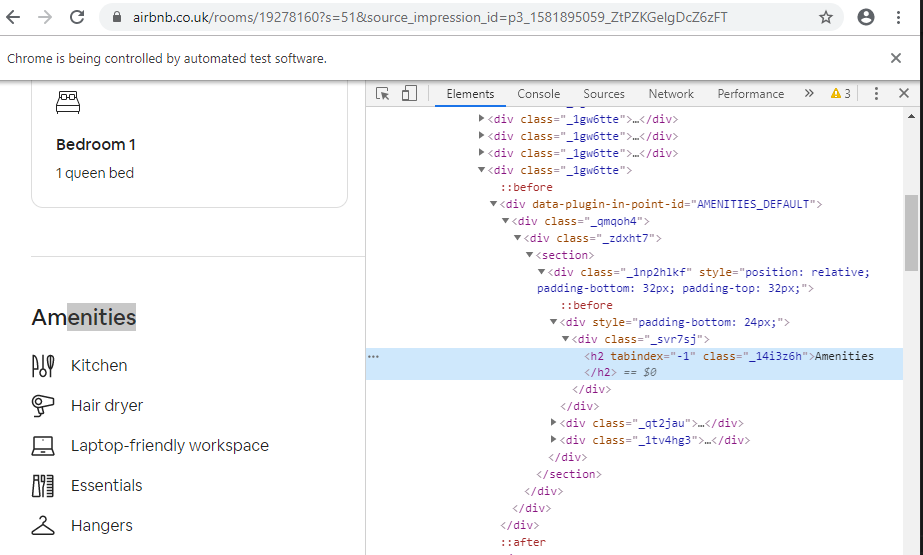 airbnb.co.uk/rooms/19278160?s=51&source_impression_id=p3_1581895059_ZtPZKGelgDcZ6zFT
Chrome is being controlled by automated test software.
Bedroom 1
1 queen bed
Amenities
Kitchen
Hair dryer
Laptop-friendly workspace
Essentials
Hangers
Elements Console Sources Network Performance » 3
<div class="_1gw6tte">…</div>
<div class="_1gw6tte">…</div>
<div class="_1gw6tte">…</div>
<div class="_1gw6tte">
::before
<div data-plugin-in-point-id="AMENITIES_DEFAULT">
<div class="_qmqoh4">
<div class="_zdxht7">
<section>
<div class="_1np2hlkf" style="position: relative;
padding-bottom: 32px; padding-top: 32px;">
::before
<div style="padding-bottom: 24px;">
<div class="_svr7sj">
<h2 tabindex="-1" class="_14i3z6h">Amenities
</h2> == $0
</div>
</div>
<div class="_qt2jau">…</div>
<div class="_1tv4hg3">…</div>
</div>
</section>
</div>
</div>
</div>
::after